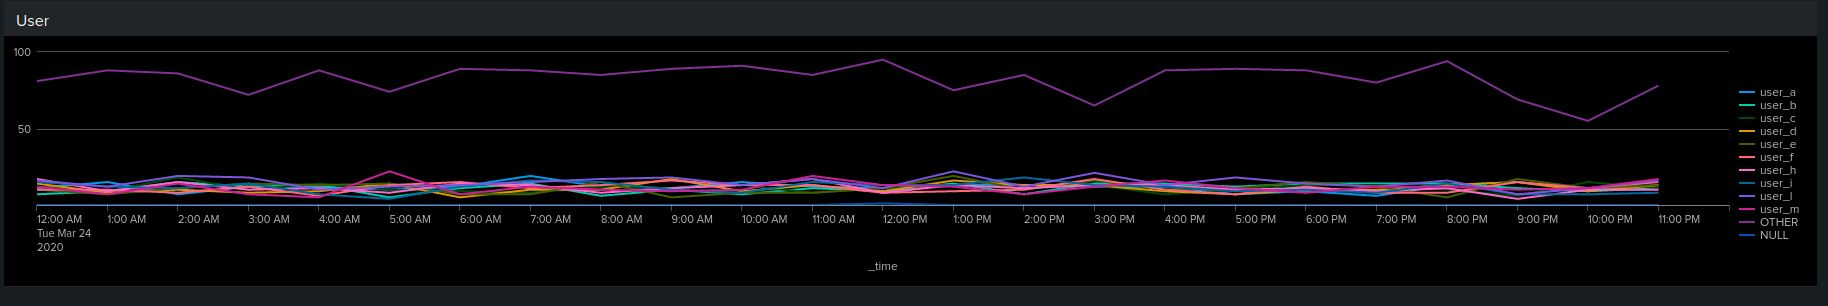 User
100
50
user_a
user_b
user_c
user_d
user_e
user_f
user_h
user_i
user_l
user_m
OTHER
NULL
12:00 AM 1:00 AM 2:00 AM 3:00 AM 4:00 AM 5:00 AM 6:00 AM 7:00 AM 8:00 AM 9:00 AM 10:00 AM 11:00 AM 12:00 PM 1:00 PM 2:00 PM 3:00 PM 4:00 PM 5:00 PM 6:00 PM 7:00 PM 8:00 PM 9:00 PM 10:00 PM 11:00 PM
Tue Mar 24
2020
_time